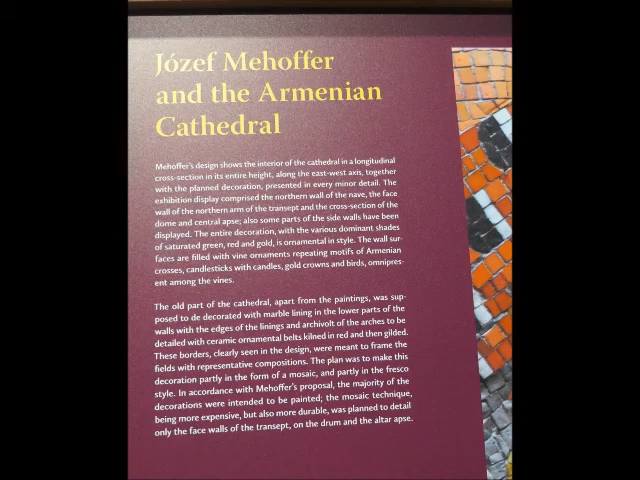 Józef Mehoffer
and the Armenian
Cathedral
Mehoffer's design shows the interior of the cathedral in a longitudinal
cross-section in its entire height, along the east-west axis, together
with the planned decoration, presented in every minor detail. The
exhibition display comprised the northern wall of the nave, the face
wall of the northern arm of the transept and the cross-section of the
dome and central apse; also some parts of the side walls have been
displayed. The entire decoration, with the various dominant shades
of saturated green, red and gold, is ornamental in style. The wall sur-
faces are filled with vine ornaments repeating motifs of Armenian
crosses, candlesticks with candles, gold crowns and birds, omnipres-
ent among the vines.
The old part of the cathedral, apart from the paintings, was sup-
posed to de decorated with marble lining in the lower parts of the
walls with the edges of the linings and archivolt of the arches to be
detailed with ceramic ornamental belts kilned in red and then gilded.
These borders, clearly seen in the design, were meant to frame the
fields with representative compositions. The plan was to make this
decoration partly in the form of a mosaic, and partly in the fresco
style. In accordance with Mehoffer's proposal, the majority of the
decorations were intended to be painted; the mosaic technique,
being more expensive, but also more durable, was planned to detail
only the face walls of the transept, on the drum and the altar apse.